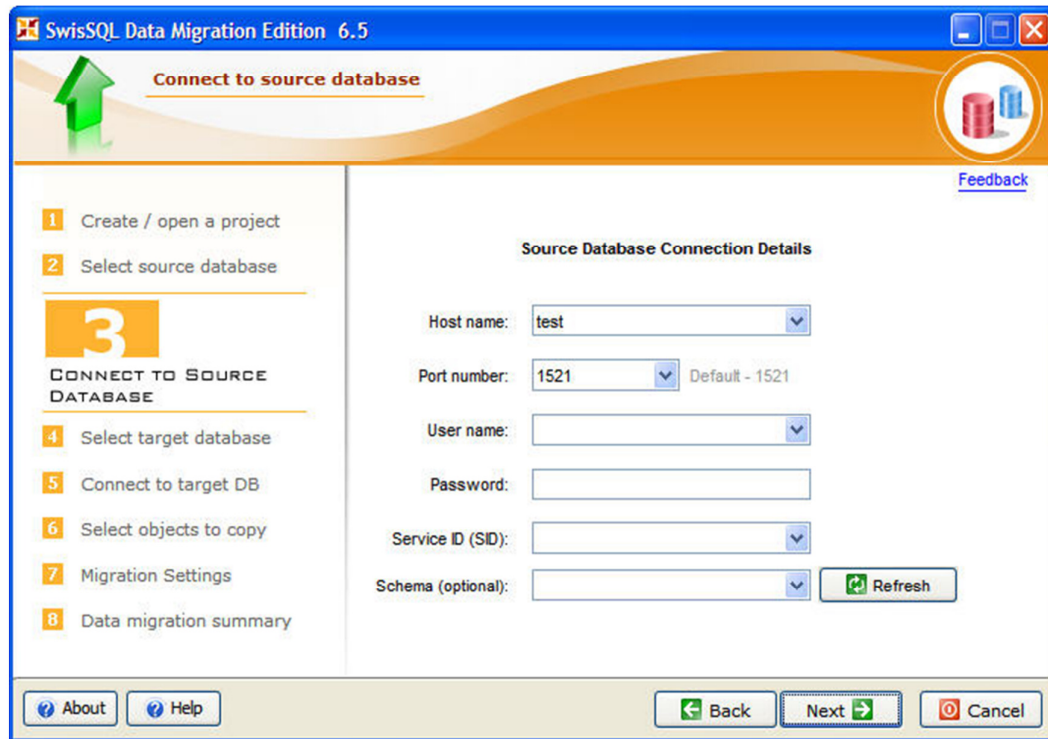 SwisSQL Data Migration Edition 6.5
Connect to source database
Feedback
1 Create / open a project
2 Select source database
3
CONNECT TO SOURCE
DATABASE
4 Select target database
5 Connect to target DB
6 Select objects to copy
7 Migration Settings
8 Data migration summary
Source Database Connection Details
Host name: test
Port number: 1521 Default - 1521
User name:
Password:
Service ID (SID):
Schema (optional): Refresh
About Help Back Next Cancel